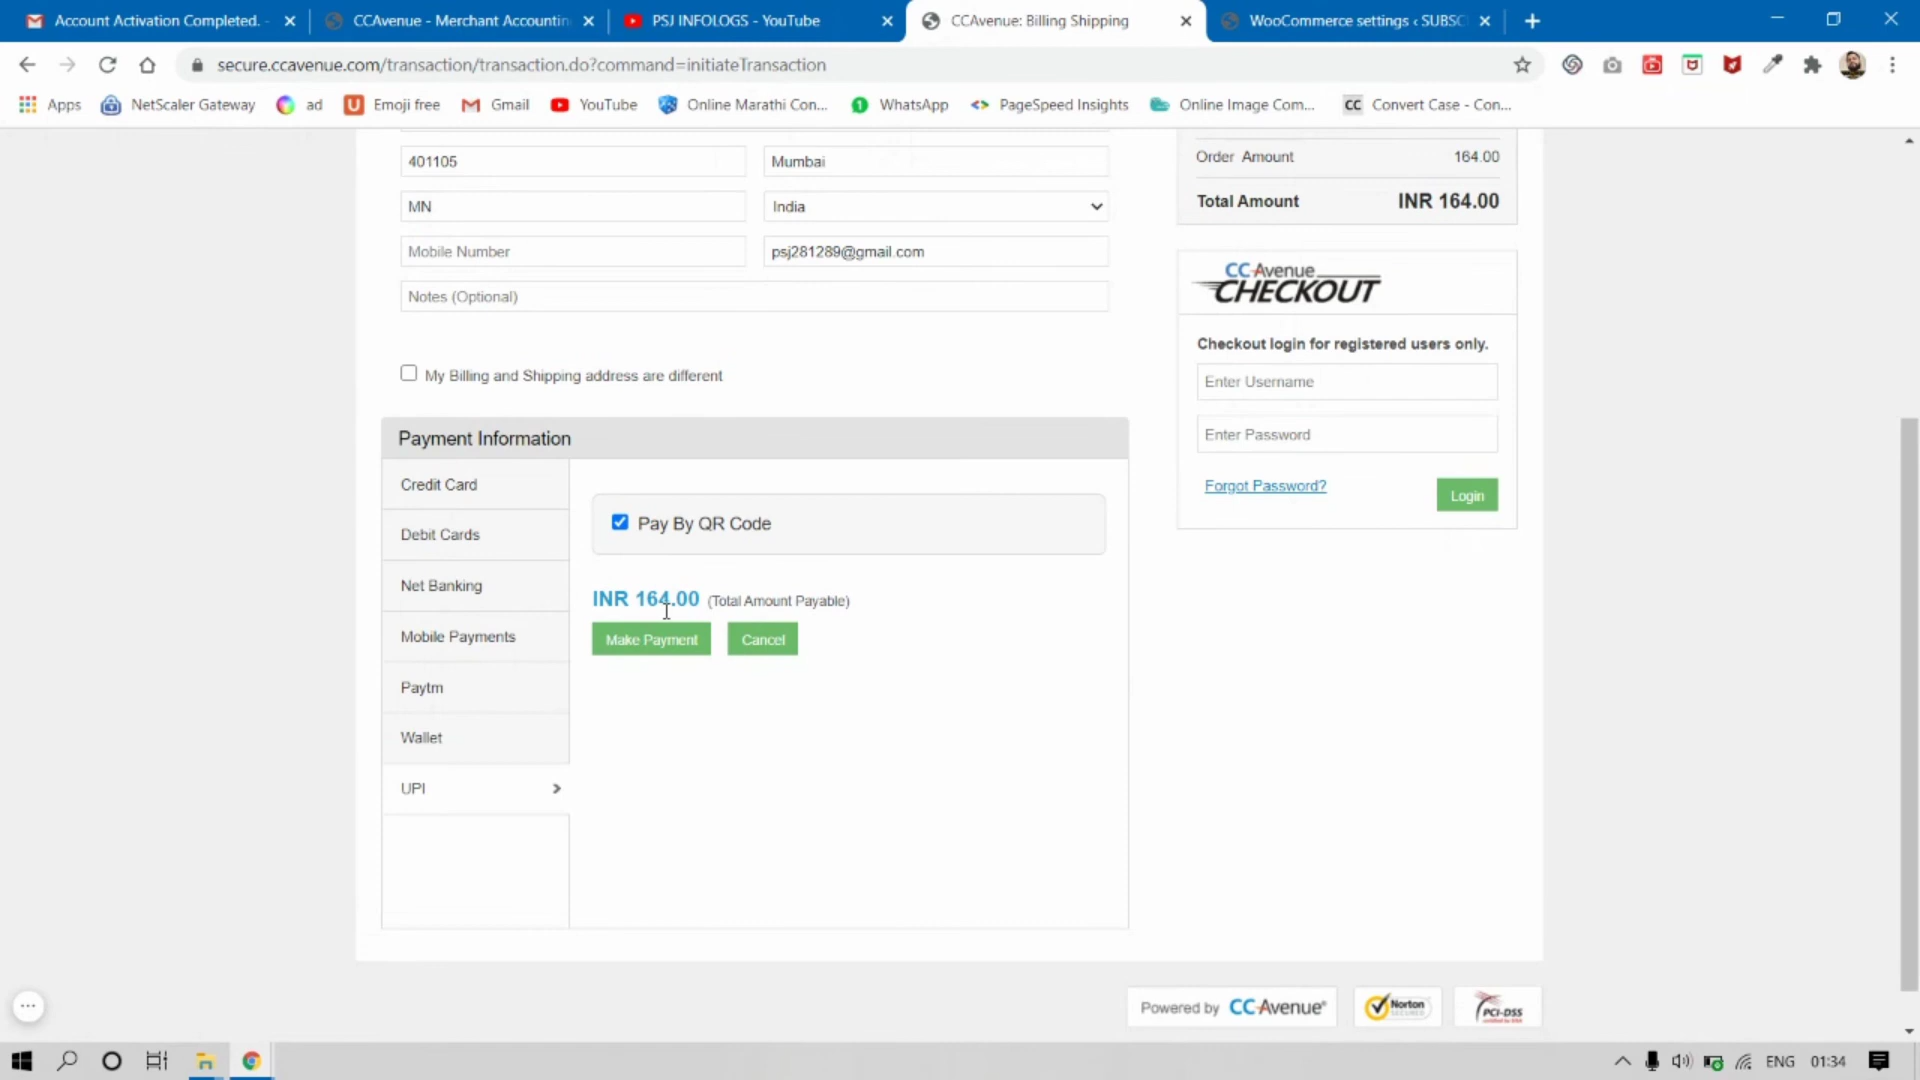 Account Activation Completed. -
CCAvenue - Merchant Accountin
PSJ INFOLOGS - YouTube
CCAvenue: Billing Shipping
WooCommerce settings ‹ SUBSC
secure.ccavenue.com/transaction/transaction.do?command=initiateTransaction
Apps
NetScaler Gateway
ad
Emoji free
Gmail
YouTube
Online Marathi Con...
WhatsApp
PageSpeed Insights
Online Image Com...
CC Convert Case - Con...
401105
Mumbai
MN
India
Mobile Number
psj281289@gmail.com
Notes (Optional)
My Billing and Shipping address are different
Order Amount 164.00
Total Amount INR 164.00
CCAvenue
CHECKOUT
Checkout login for registered users only.
Enter Username
Enter Password
Forgot Password?
Login
Payment Information
Credit Card
Debit Cards
Net Banking
Mobile Payments
Paytm
Wallet
UPI
Pay By QR Code
INR 164.00 (Total Amount Payable)
Make Payment
Cancel
Powered by CCAvenue®
Norton
SECURED
PCI-DSS
ENG
01:34